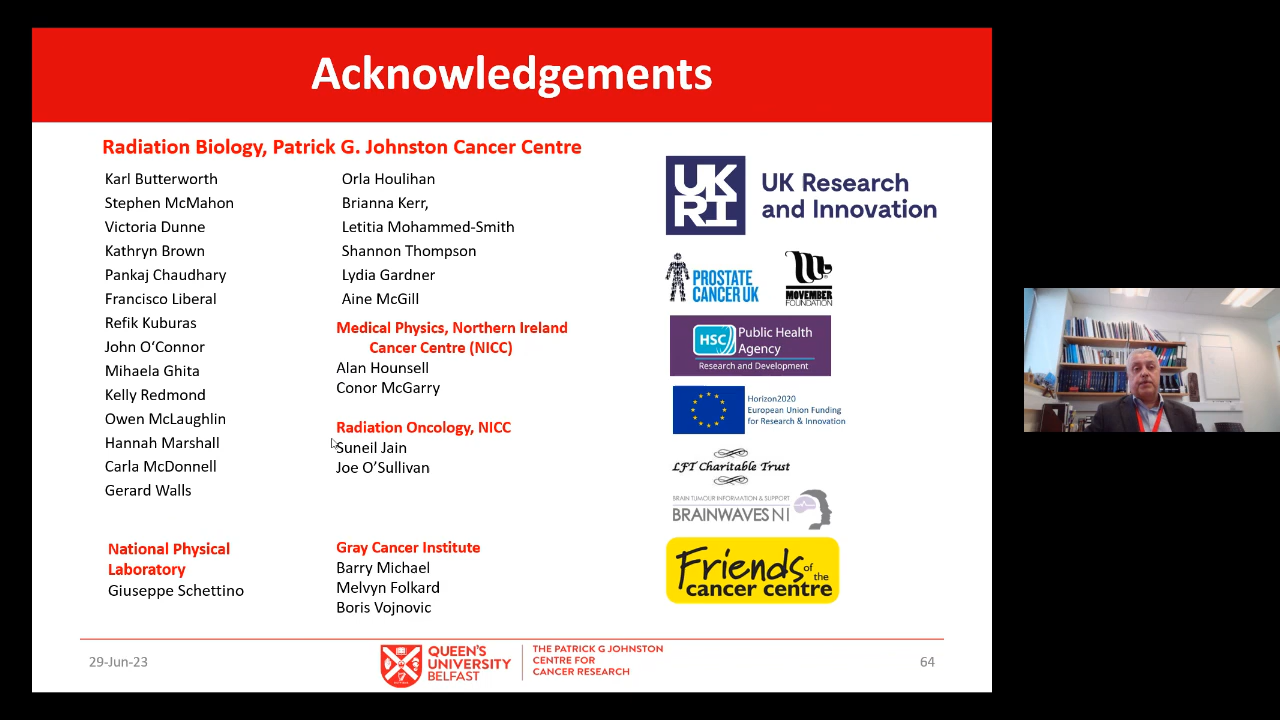 Acknowledgements
Radiation Biology, Patrick G. Johnston Cancer Centre
Karl Butterworth
Stephen McMahon
Victoria Dunne
Kathryn Brown
Pankaj Chaudhary
Francisco Liberal
Refik Kuburas
John O‘Connor
Mihaela Ghita
Kelly Redmond
Owen McLaughlin
Hannah Marshall
Carla McDonnell
Gerard Walls
Orla Houlihan
Brianna Kerr,
Letitia Mohammed-Smith
Shannon Thompson
Lydia Gardner
Aine McGill
Medical Physics, Northern Ireland
Cancer Centre (NICC)
Alan Hounsell
Conor McGarry
Radiation Oncology, NICC
Suneil Jain
Joe O’Sullivan
National Physical
Laboratory
Giuseppe Schettino
Gray Cancer Institute
Barry Michael
Melvyn Folkard
Boris Vojnovic
UK
RI
UK Research
and Innovation
PROSTATE
CANCER UK
MOVEMBER
FOUNDATION
HSC
Public Health
Agency
Research and Development
Horizon2020
European Union Funding
for Research & Innovation
LFT Charitable Trust
BRAIN TUMOUR INFORMATION & SUPPORT
BRAINWAVES NI
Friends of the
cancer centre
29-Jun-23
QUEEN'S
UNIVERSITY
BELFAST
THE PATRICK G JOHNSTON
CENTRE FOR
CANCER RESEARCH
64